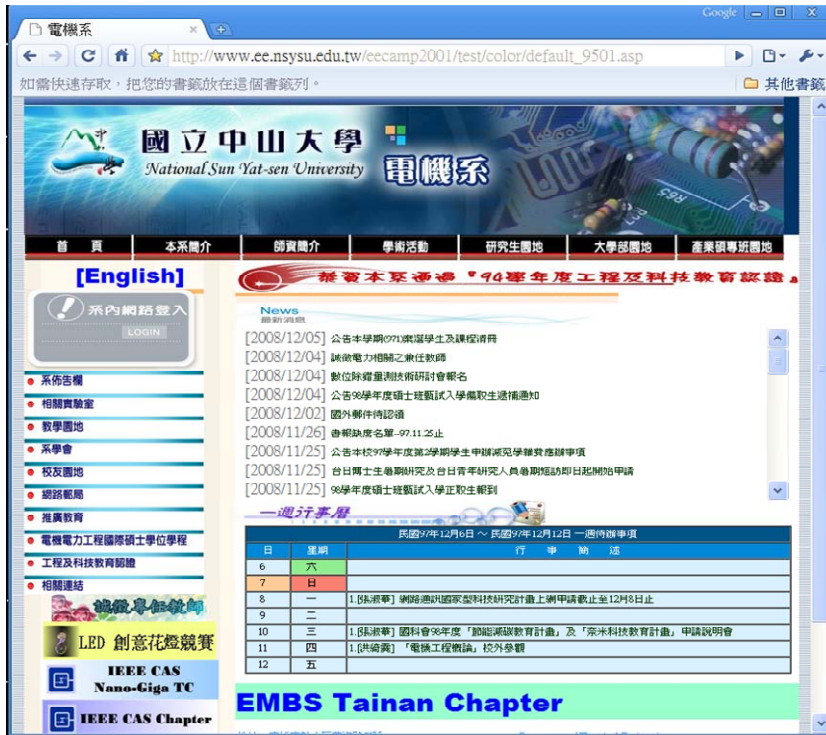 Google
電機系
http://www.ee.nsysu.edu.tw/eecamp2001/test/color/default_9501.asp
如需快速存取,把您的書籤放在這個書籤列。
其他書籤
國立中山大學
National Sun Yat-sen University
電機系
首 頁 本系簡介 師資簡介 學術活動 研究生園地 大學部園地 產業碩專班園地
[English]
恭賀本系通過『94學年度工程及科技教育認證』
系內網路登入
LOGIN
News
最新消息
[2008/12/05] 公告本學期(971)棄選學生及課程清冊
[2008/12/04] 誠徵電力相關之兼任教師
[2008/12/04] 數位除錯量測技術研討會報名
[2008/12/04] 公告98學年度碩士班甄試入學備取生遞補通知
[2008/12/02] 國外郵件待認領
[2008/11/26] 書報缺席名單-97.11.25止
[2008/11/25] 公告本校97學年度第2學期學生申辦減免學雜費應辦事項
[2008/11/25] 台日博士生暑期研究及台日青年研究人員暑期短訪即日起開始申請
[2008/11/25] 98學年度碩士班甄試入學正取生報到
系佈告欄
相關實驗室
教學園地
系學會
校友園地
網路郵局
推廣教育
電機電力工程國際碩士學位學程
工程及科技教育認證
相關連結
誠徵專任教師
LED 創意花燈競賽
IEEE CAS
Nano-Giga TC
IEEE CAS Chapter
一週行事曆
民國97年12月6日 ~ 民國97年12月12日 一週待辦事項
日 星期 行 事 簡 述
6 六
7 日
8 一 1.[張淑華] 網路通訊國家型科技研究計畫上網申請截止至12月8日止
9 二
10 三 1.[張淑華] 國科會98年度「節能減碳教育計畫」及「奈米科技教育計畫」申請說明會
11 四 1.[洪綺霙] 「電機工程概論」校外參觀
12 五
EMBS Tainan Chapter